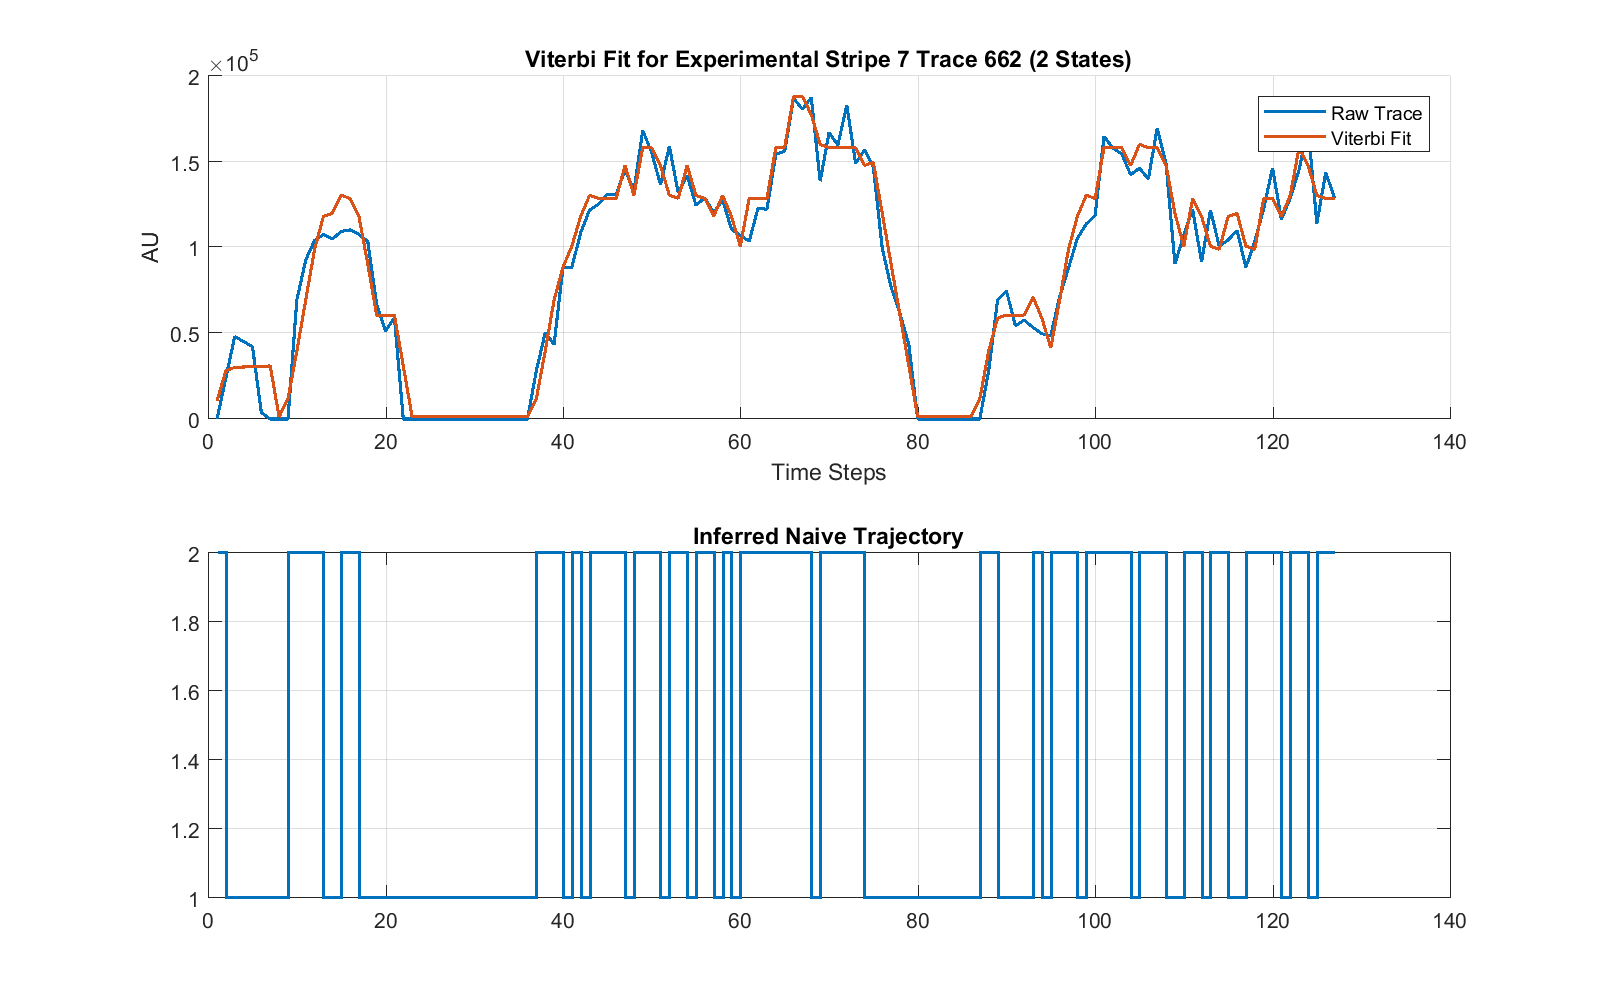 Viterbi Fit for Experimental Stripe 7 Trace 662 (2 States)
×10^5
2
1.5
1
0.5
0
AU
Raw Trace
Viterbi Fit
0 20 40 60 80 100 120 140
Time Steps
Inferred Naive Trajectory
2
1.8
1.6
1.4
1.2
1
0 20 40 60 80 100 120 140